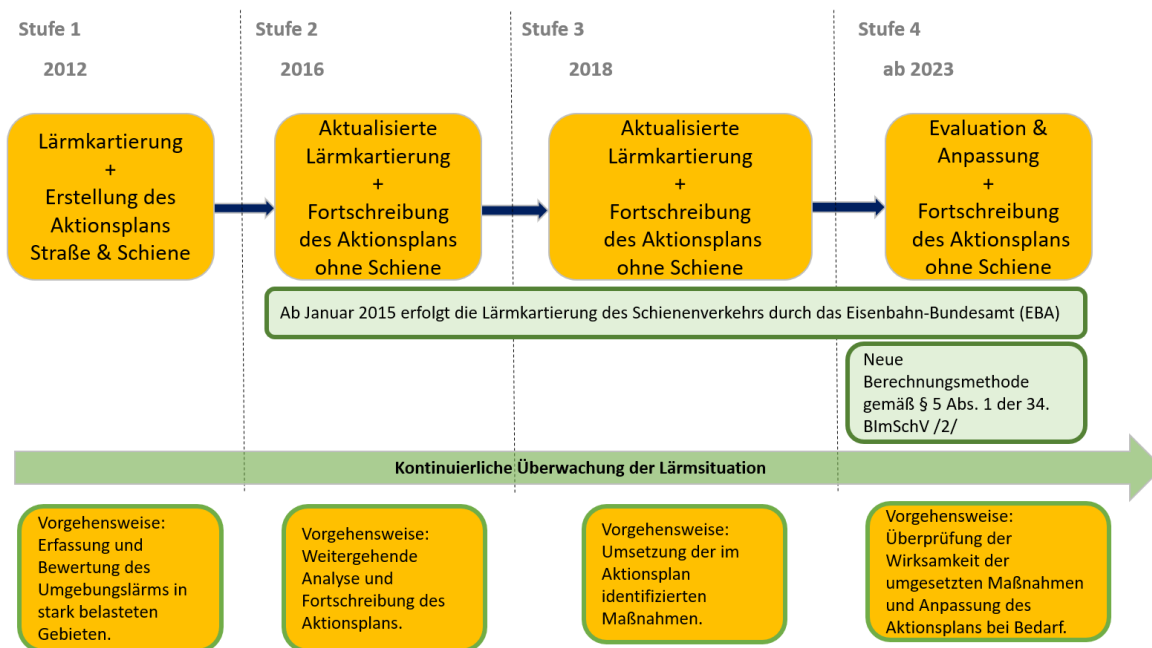 Stufe 1
2012
Stufe 2
2016
Stufe 3
2018
Stufe 4
ab 2023
Lärmkartierung
+
Erstellung des
Aktionsplans
Straße & Schiene
Aktualisierte
Lärmkartierung
+
Fortschreibung
des Aktionsplans
ohne Schiene
Aktualisierte
Lärmkartierung
+
Fortschreibung
des Aktionsplans
ohne Schiene
Evaluation &
Anpassung
+
Fortschreibung
des Aktionsplans
ohne Schiene
Ab Januar 2015 erfolgt die Lärmkartierung des Schienenverkehrs durch das Eisenbahn-Bundesamt (EBA)
Neue
Berechnungsmethode
gemäß § 5 Abs. 1 der 34.
BImSchV /2/
Kontinuierliche Überwachung der Lärmsituation
Vorgehensweise:
Erfassung und
Bewertung des
Umgebungslärms in
stark belasteten
Gebieten.
Vorgehensweise:
Weitergehende
Analyse und
Fortschreibung des
Aktionsplans.
Vorgehensweise:
Umsetzung der im
Aktionsplan
identifizierten
Maßnahmen.
Vorgehensweise:
Überprüfung der
Wirksamkeit der
umgesetzten Maßnahmen
und Anpassung des
Aktionsplans bei Bedarf.